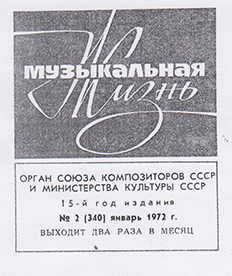 музыкальная
Жизнь
ОРГАН СОЮЗА КОМПОЗИТОРОВ СССР
И МИНИСТЕРСТВА КУЛЬТУРЫ СССР
15-й год издания
№ 2 (340) январь 1972 г.
ВЫХОДИТ ДВА РАЗА В МЕСЯЦ